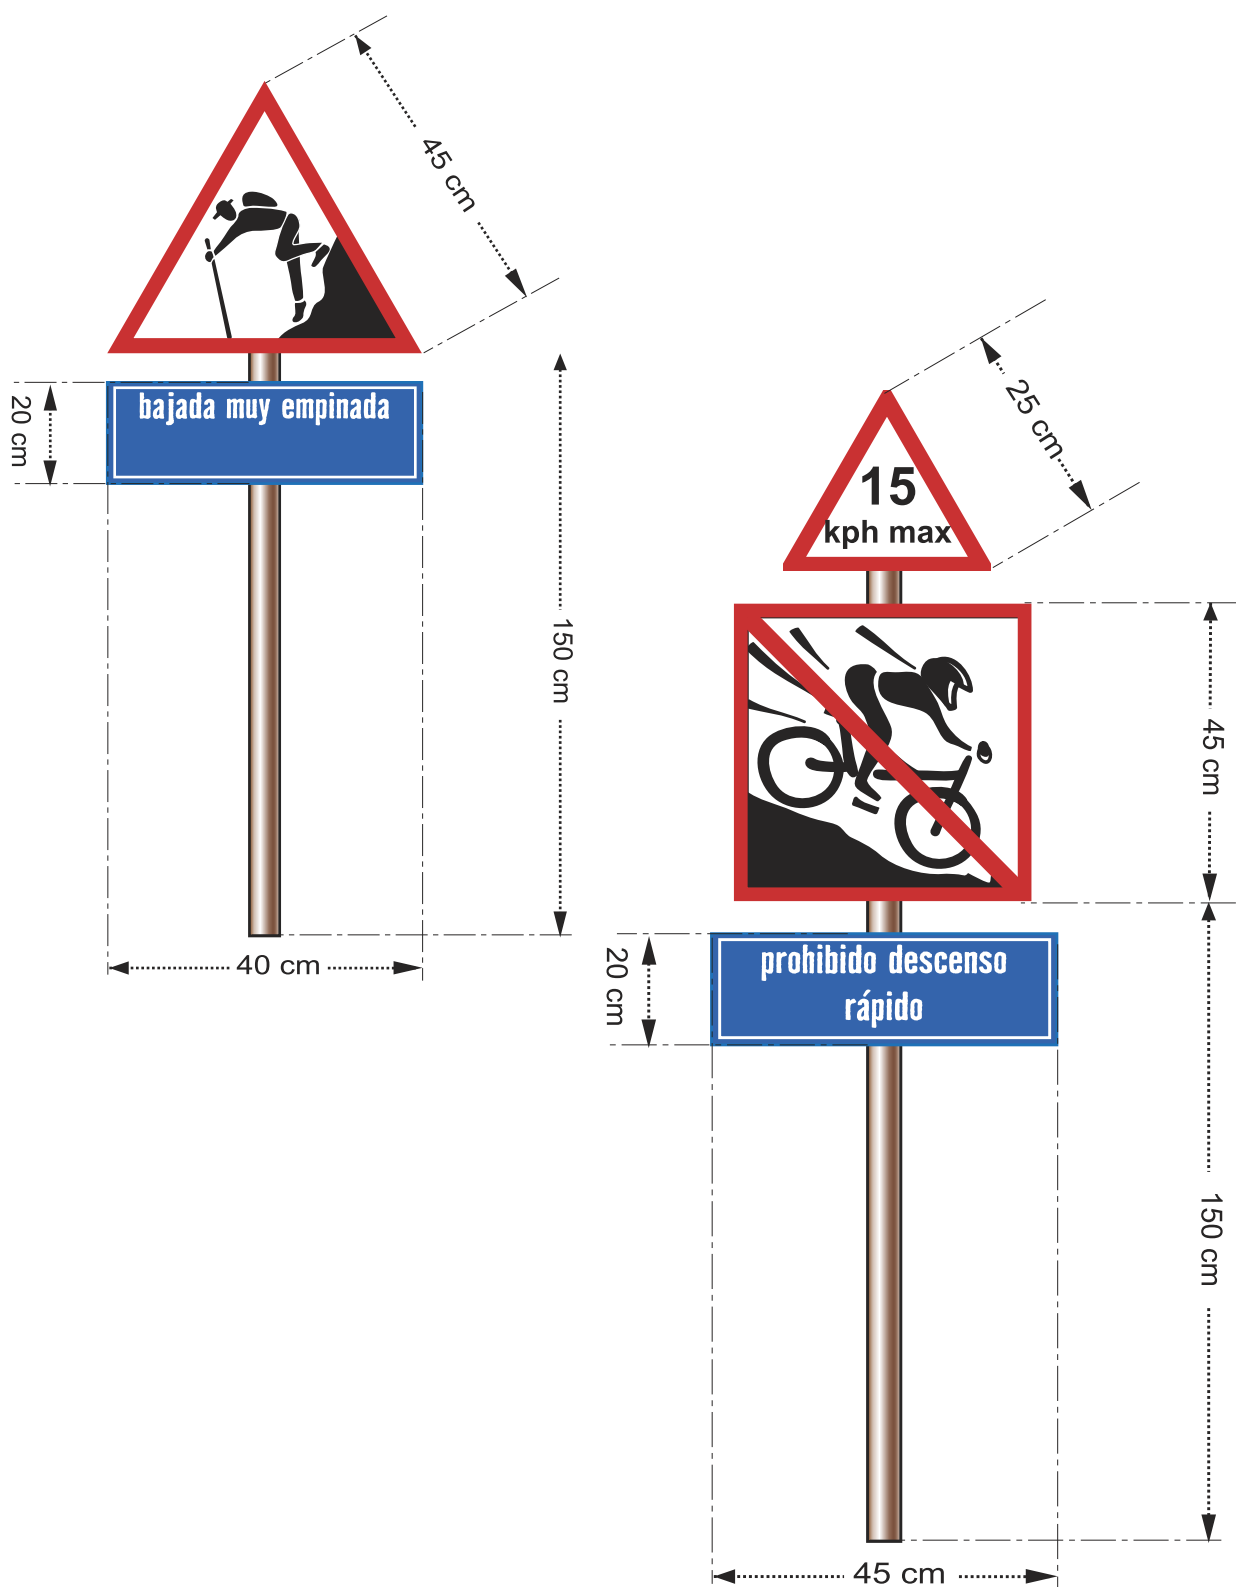 45 cm
bajada muy empinada
20 cm
150 cm
40 cm
25 cm
15
kph max
45 cm
prohibido descenso
rápido
20 cm
150 cm
45 cm